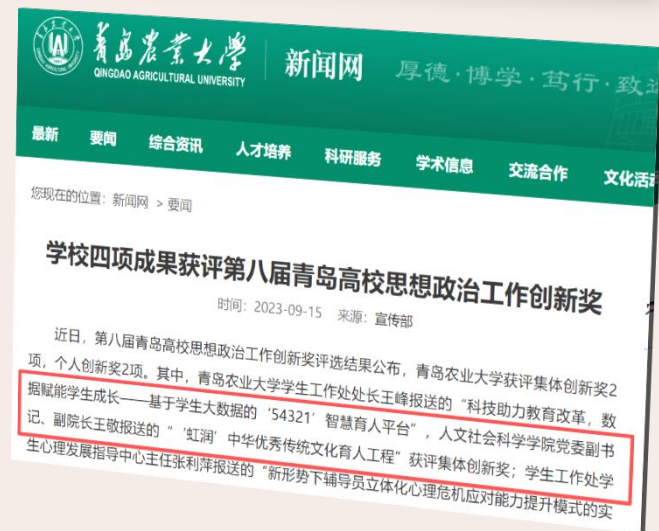 青岛农业大学
QINGDAO AGRICULTURAL UNIVERSITY
新闻网
厚德·博学·笃行·致远
最新 要闻 综合资讯 人才培养 科研服务 学术信息 交流合作 文化活动
您现在的位置：新闻网 > 要闻
学校四项成果获评第八届青岛高校思想政治工作创新奖
时间：2023-09-15 来源：宣传部
近日，第八届青岛高校思想政治工作创新奖评选结果公布，青岛农业大学获评集体创新奖2
项，个人创新奖2项。其中，青岛农业大学学生工作处处长王峰报送的“科技助力教育改革，数
据赋能学生成长——基于学生大数据的‘54321’智慧育人平台”，人文社会科学学院党委副书
记、副院长王敬报送的“‘虹润’中华优秀传统文化育人工程”获评集体创新奖；学生工作处学
生心理发展指导中心主任张利萍报送的“新形势下辅导员立体化心理危机应对能力提升模式的实